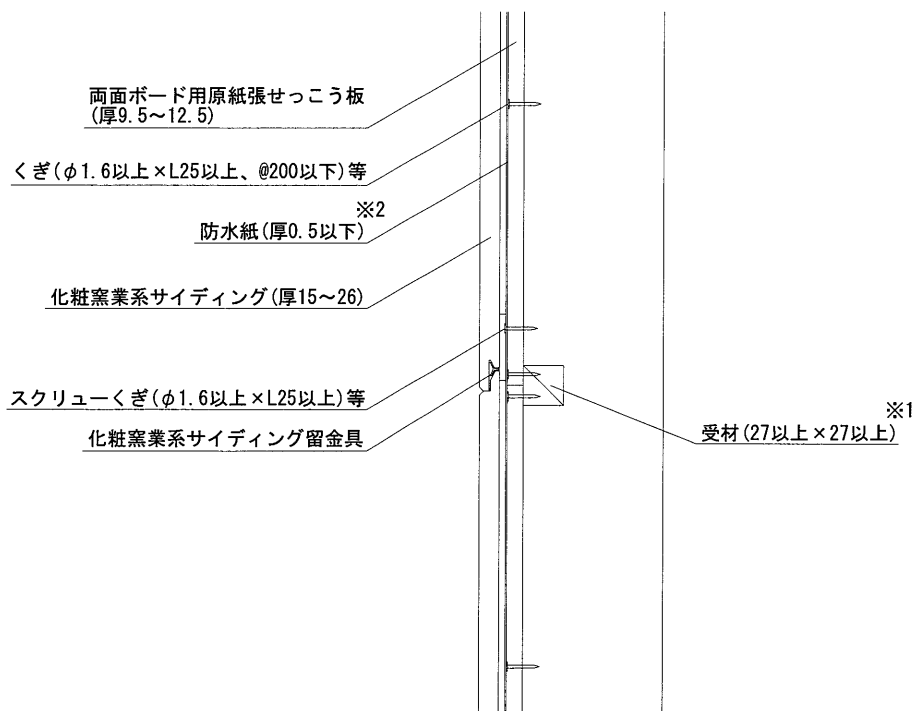 両面ボード用原紙張せっこう板
(厚9.5～12.5)
くぎ(φ1.6以上×L25以上、@200以下)等
※2
防水紙(厚0.5以下)
化粧窯業系サイディング(厚15～26)
スクリューくぎ(φ1.6以上×L25以上)等
化粧窯業系サイディング留金具
※1
受材(27以上×27以上)